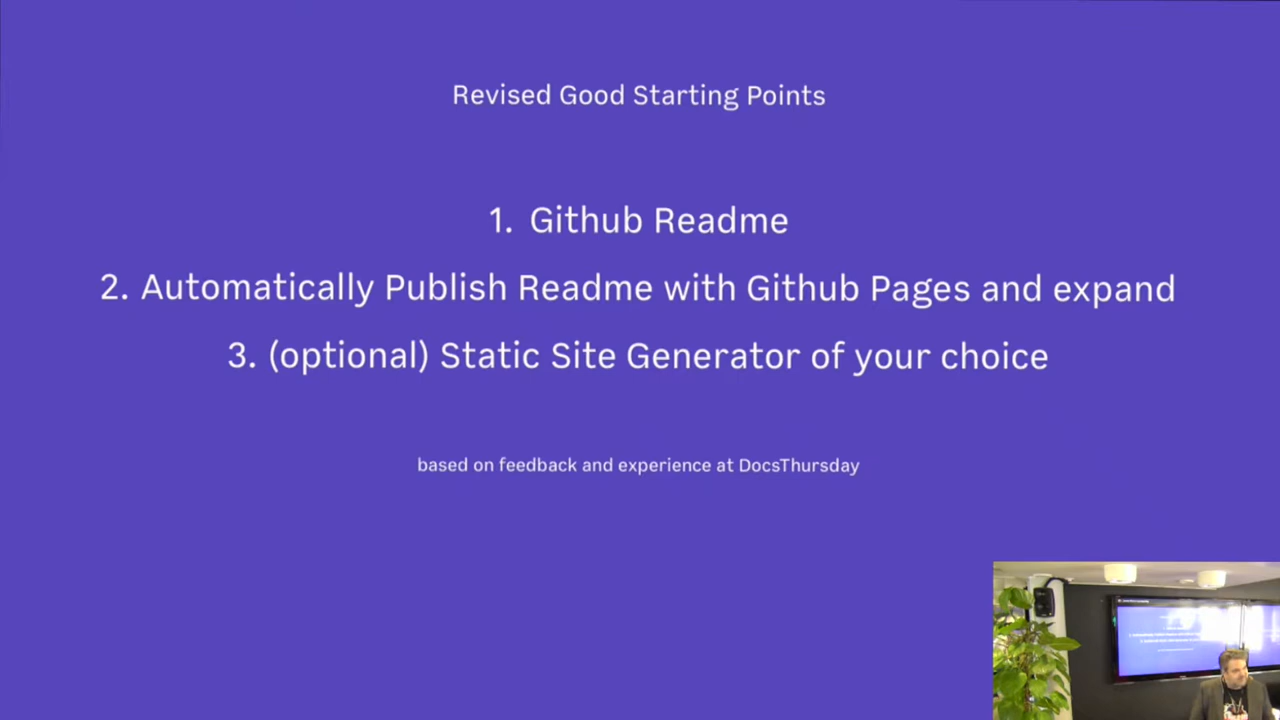 Revised Good Starting Points
1. Github Readme
2. Automatically Publish Readme with Github Pages and expand
3. (optional) Static Site Generator of your choice
based on feedback and experience at DocsThursday